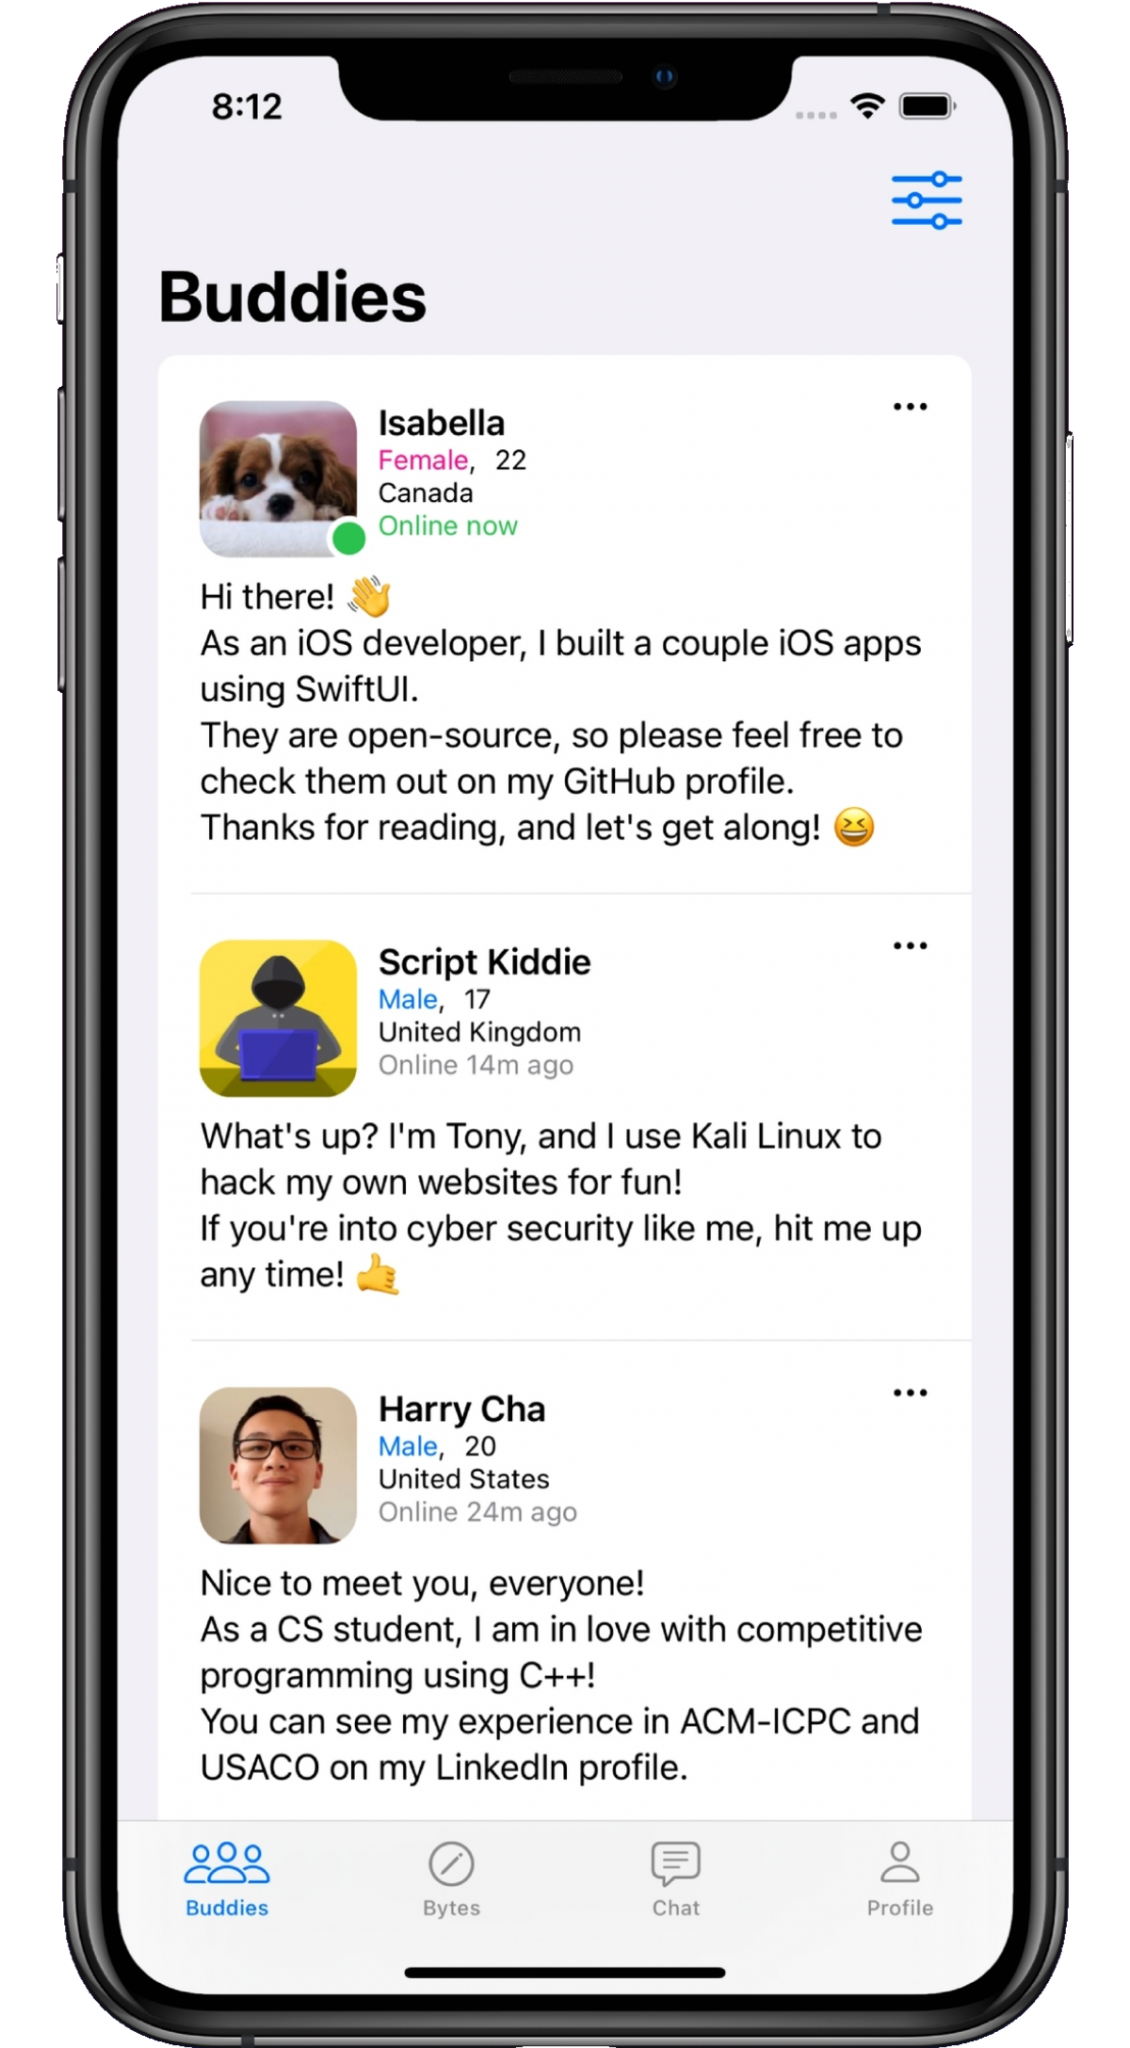 8:12
Buddies
Isabella
Female, 22
Canada
Online now
Hi there! 👋
As an iOS developer, I built a couple iOS apps
using SwiftUI.
They are open-source, so please feel free to
check them out on my GitHub profile.
Thanks for reading, and let's get along! 😆
Script Kiddie
Male, 17
United Kingdom
Online 14m ago
What's up? I'm Tony, and I use Kali Linux to
hack my own websites for fun!
If you're into cyber security like me, hit me up
any time! 🤙
Harry Cha
Male, 20
United States
Online 24m ago
Nice to meet you, everyone!
As a CS student, I am in love with competitive
programming using C++!
You can see my experience in ACM-ICPC and
USACO on my LinkedIn profile.
Buddies
Bytes
Chat
Profile